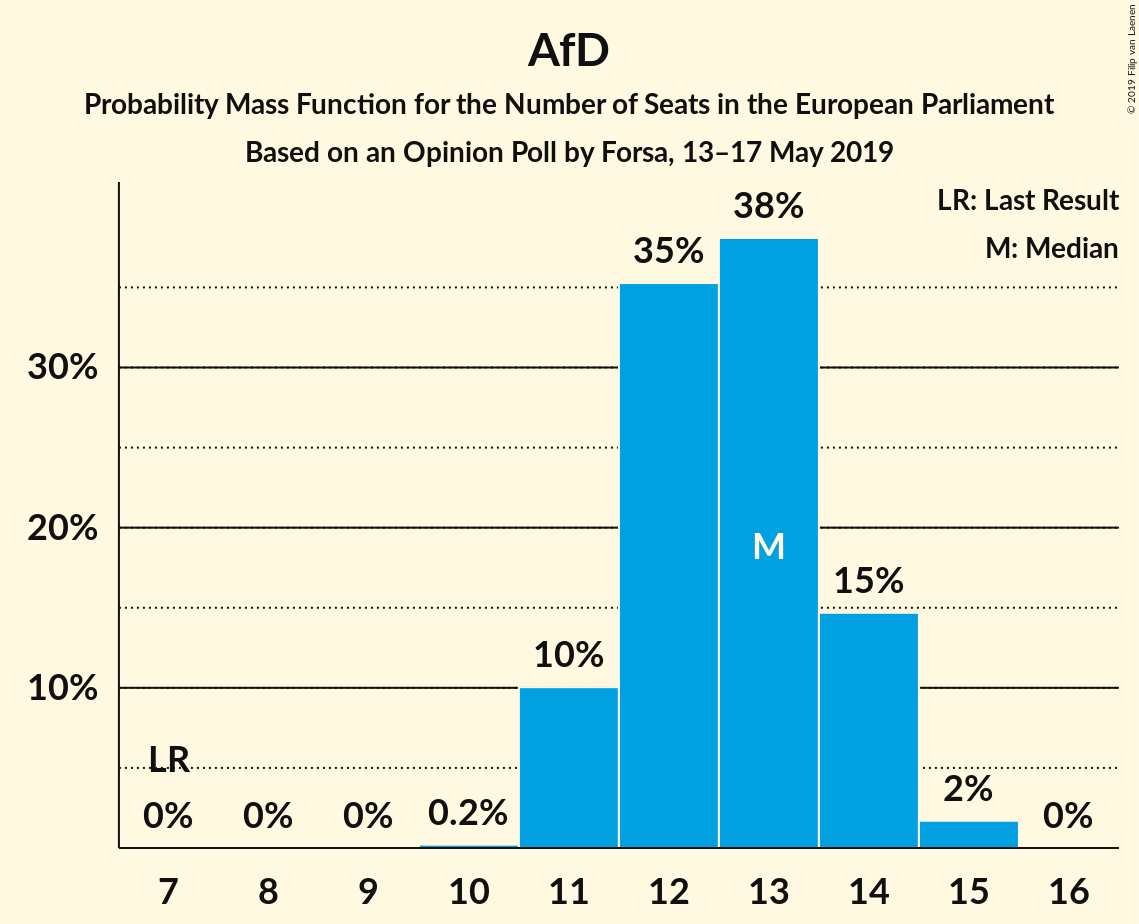 AfD
Probability Mass Function for the Number of Seats in the European Parliament
Based on an Opinion Poll by Forsa, 13–17 May 2019
© 2019 Filip van Laenen
LR: Last Result
M: Median
38%
35%
30%
20%
M
15%
10%
10%
LR
0%
0%
0%
0.2%
2%
0%
7 8 9 10 11 12 13 14 15 16